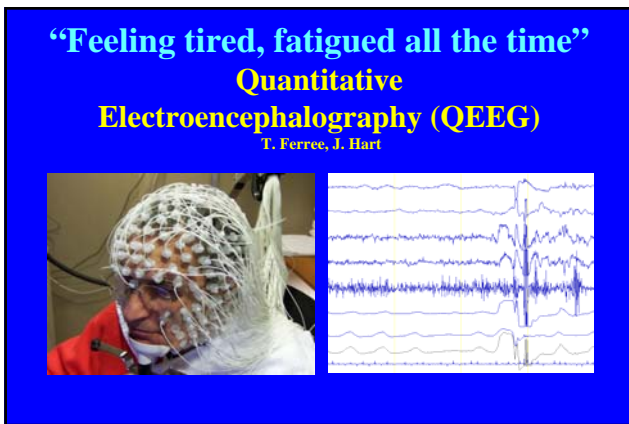 “Feeling tired, fatigued all the time”
Quantitative
Electroencephalography (QEEG)
T. Ferree, J. Hart